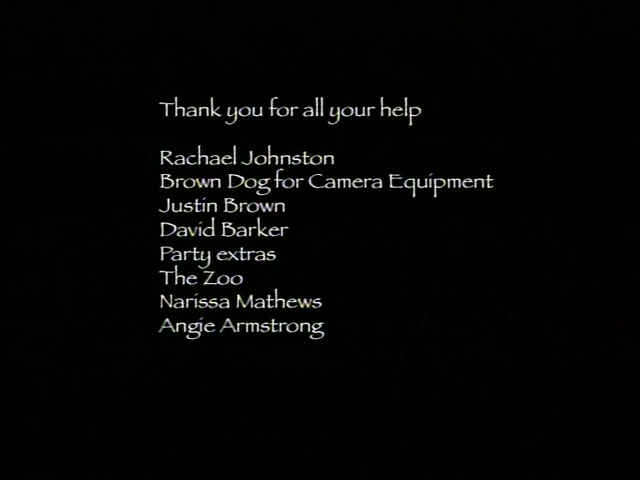 Thank you for all your help
Rachael Johnston
Brown Dog for Camera Equipment
Justin Brown
David Barker
Party extras
The Zoo
Narissa Mathews
Angie Armstrong